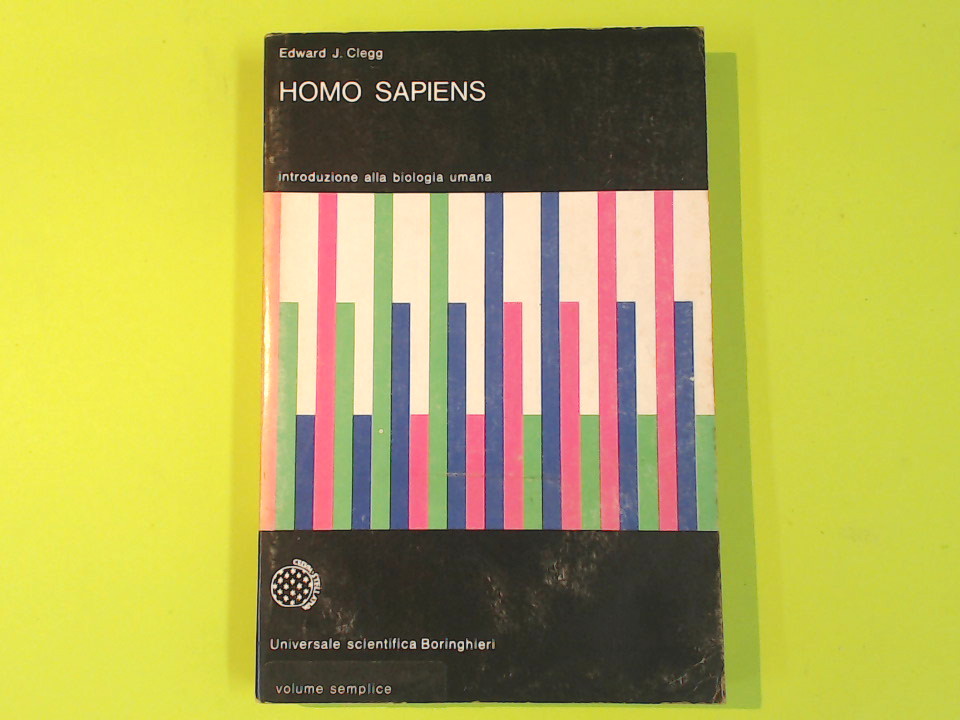 Edward J. Clegg
HOMO SAPIENS
introduzione alla biologia umana
Universale scientifica Boringhieri
volume semplice